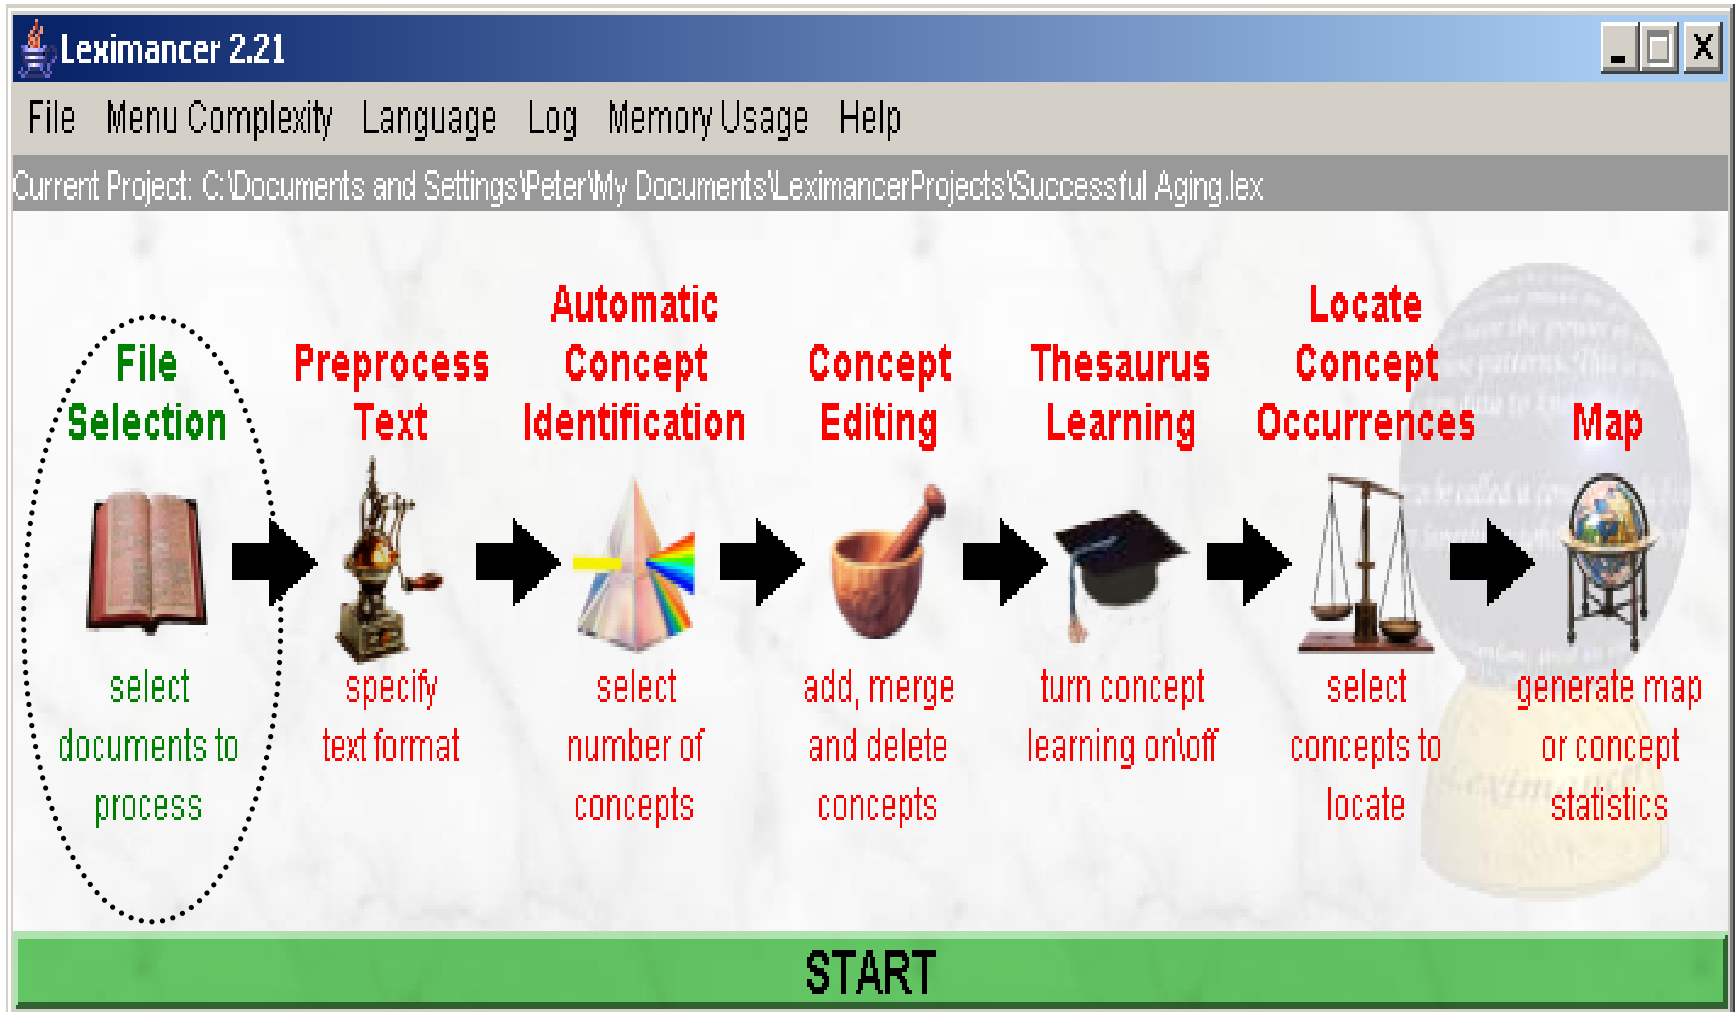 Leximancer 2.21
File Menu Complexity Language Log Memory Usage Help
Current Project: C:\Documents and Settings\Peter\My Documents\LeximancerProjects\Successful Aging.lex
File
Selection
select
documents to
process
Preprocess
Text
specify
text format
Automatic
Concept
Identification
select
number of
concepts
Concept
Editing
add, merge
and delete
concepts
Thesaurus
Learning
turn concept
learning on\off
Locate
Concept
Occurrences
select
concepts to
locate
Map
generate map
or concept
statistics
START